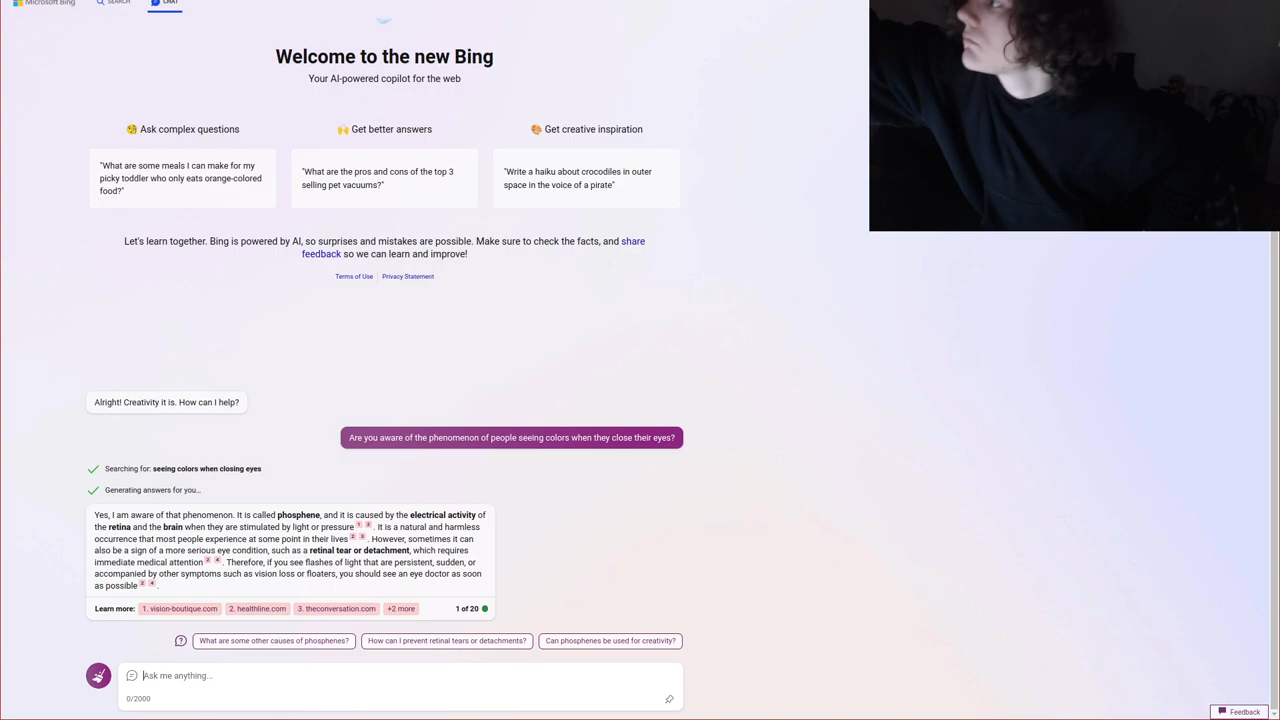 Microsoft Bing
SEARCH
CHAT
Welcome to the new Bing
Your AI-powered copilot for the web
🧐 Ask complex questions
🙌 Get better answers
🎨 Get creative inspiration
"What are some meals I can make for my
picky toddler who only eats orange-colored
food?"
"What are the pros and cons of the top 3
selling pet vacuums?"
"Write a haiku about crocodiles in outer
space in the voice of a pirate"
Let's learn together. Bing is powered by AI, so surprises and mistakes are possible. Make sure to check the facts, and share
feedback so we can learn and improve!
Terms of Use
Privacy Statement
Alright! Creativity it is. How can I help?
Are you aware of the phenomenon of people seeing colors when they close their eyes?
Searching for: seeing colors when closing eyes
Generating answers for you...
Yes, I am aware of that phenomenon. It is called phosphene, and it is caused by the electrical activity of
the retina and the brain when they are stimulated by light or pressure 1 2 . It is a natural and harmless
occurrence that most people experience at some point in their lives 2 3 . However, sometimes it can
also be a sign of a more serious eye condition, such as a retinal tear or detachment, which requires
immediate medical attention 2 4 . Therefore, if you see flashes of light that are persistent, sudden, or
accompanied by other symptoms such as vision loss or floaters, you should see an eye doctor as soon
as possible 2 4 .
Learn more: 1. vision-boutique.com 2. healthline.com 3. theconversation.com +2 more 1 of 20
What are some other causes of phosphenes?
How can I prevent retinal tears or detachments?
Can phosphenes be used for creativity?
Ask me anything...
0/2000
Feedback